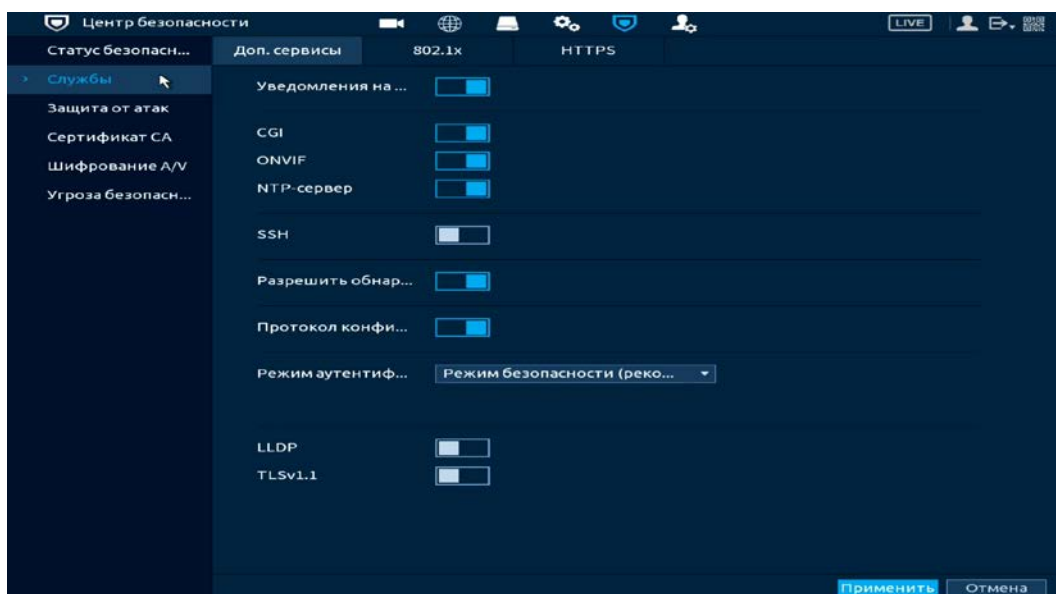 Центр безопасности
LIVE
Статус безопасн...
Службы
Защита от атак
Сертификат CA
Шифрование A/V
Угроза безопасн...
Доп. сервисы 802.1x HTTPS
Уведомления на ...
CGI
ONVIF
NTP-сервер
SSH
Разрешить обнар...
Протокол конфи...
Режим аутентиф... Режим безопасности (реко...
LLDP
TLSv1.1
Применить Отмена